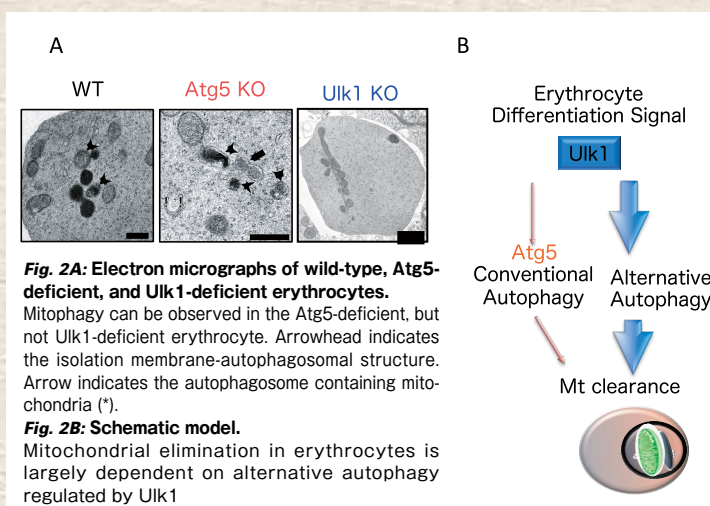 A
WT
Atg5 KO
Ulk1 KO
Fig. 2A: Electron micrographs of wild-type, Atg5-
deficient, and Ulk1-deficient erythrocytes.
Mitophagy can be observed in the Atg5-deficient, but
not Ulk1-deficient erythrocyte. Arrowhead indicates
the isolation membrane-autophagosomal structure.
Arrow indicates the autophagosome containing mito-
chondria (*).
Fig. 2B: Schematic model.
Mitochondrial elimination in erythrocytes is
largely dependent on alternative autophagy
regulated by Ulk1
B
Erythrocyte
Differentiation Signal
Ulk1
Atg5
Conventional
Autophagy
Alternative
Autophagy
Mt clearance